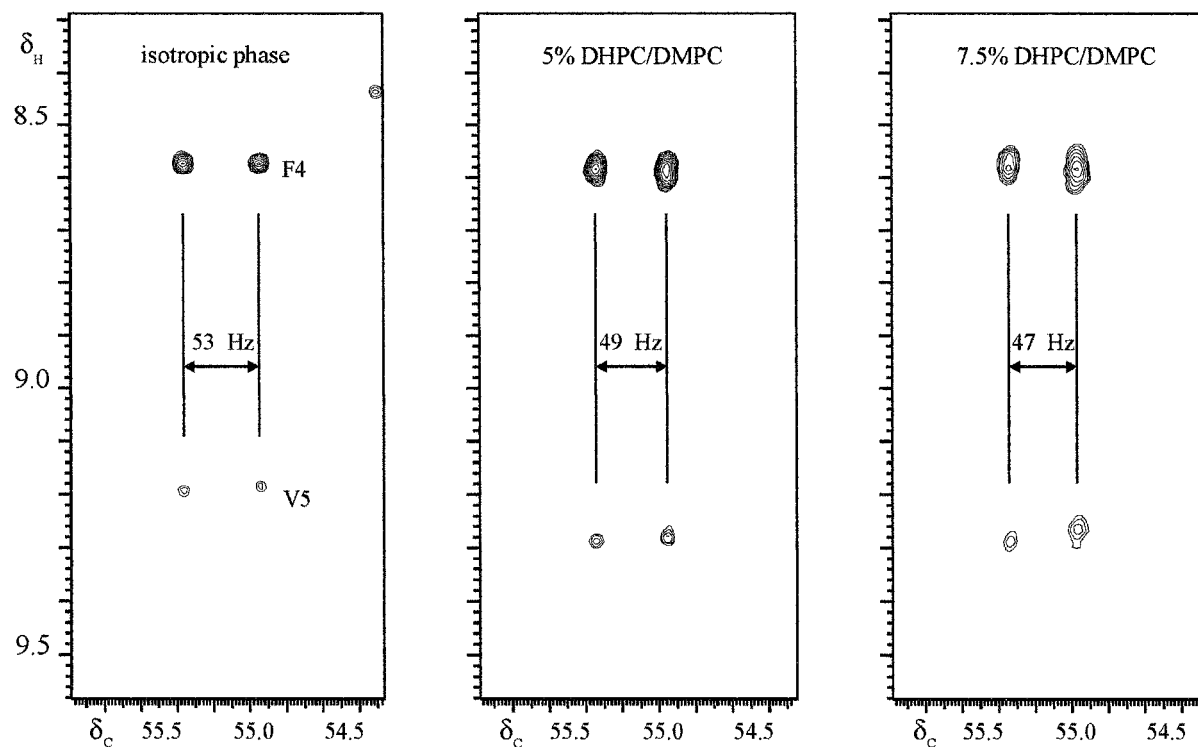 isotropic phase
5% DHPC/DMPC
7.5% DHPC/DMPC
δH
8.5
9.0
9.5
F4
53 Hz
49 Hz
47 Hz
V5
δC 55.5 55.0 54.5
δC 55.5 55.0 54.5
δC 55.5 55.0 54.5